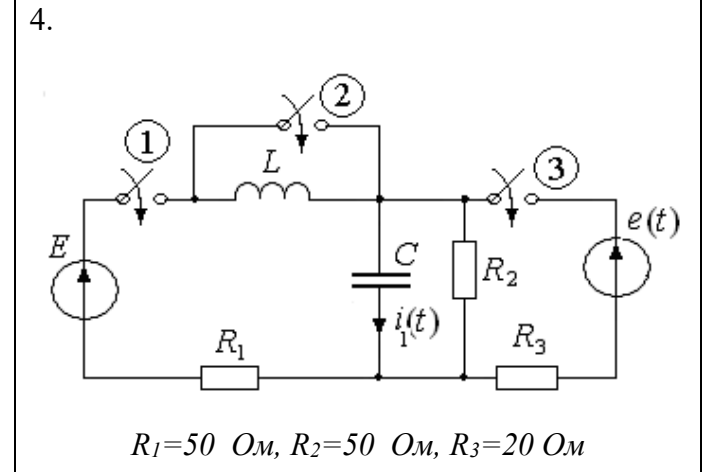 4.
2
1
L
3
E
e(t)
C
R₂
i₁(t)
R₁
R₃
R₁=50 Ом, R₂=50 Ом, R₃=20 Ом